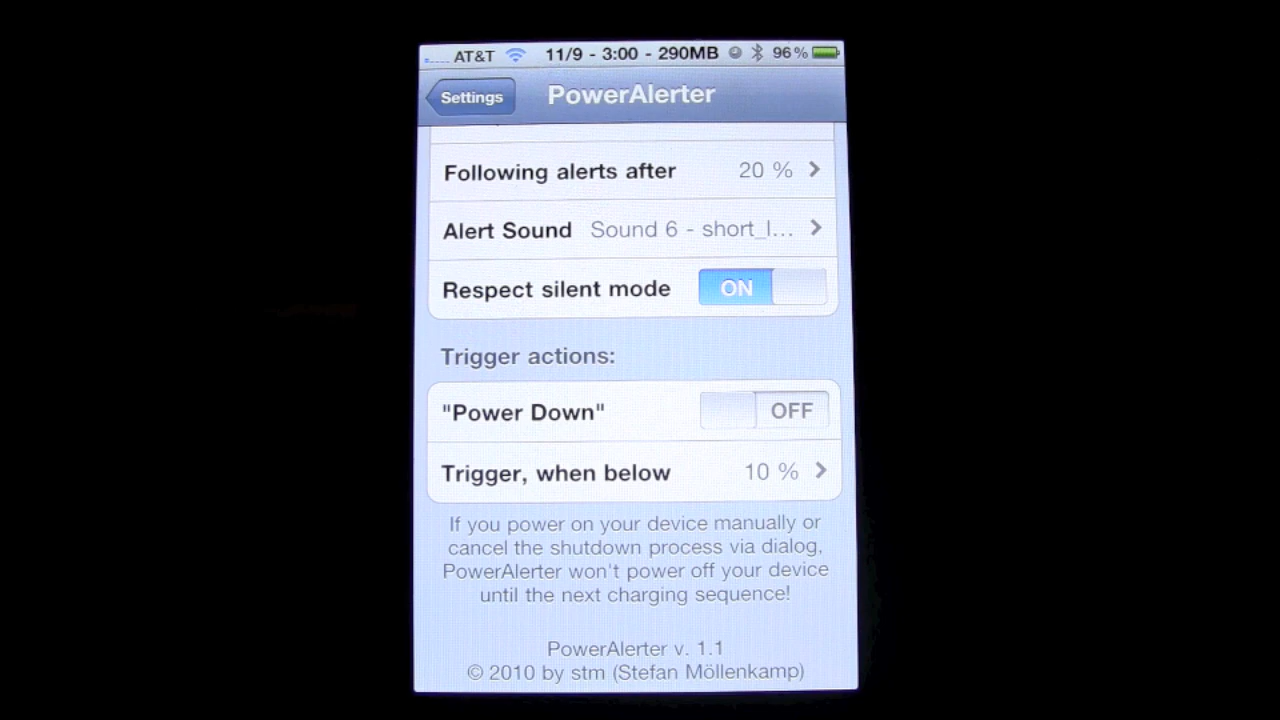 AT&T 11/9 - 3:00 - 290MB 96%
Settings PowerAlerter
Following alerts after 20 %
Alert Sound Sound 6 - short_l...
Respect silent mode ON
Trigger actions:
"Power Down" OFF
Trigger, when below 10 %
If you power on your device manually or
cancel the shutdown process via dialog,
PowerAlerter won't power off your device
until the next charging sequence!
PowerAlerter v. 1.1
© 2010 by stm (Stefan Möllenkamp)